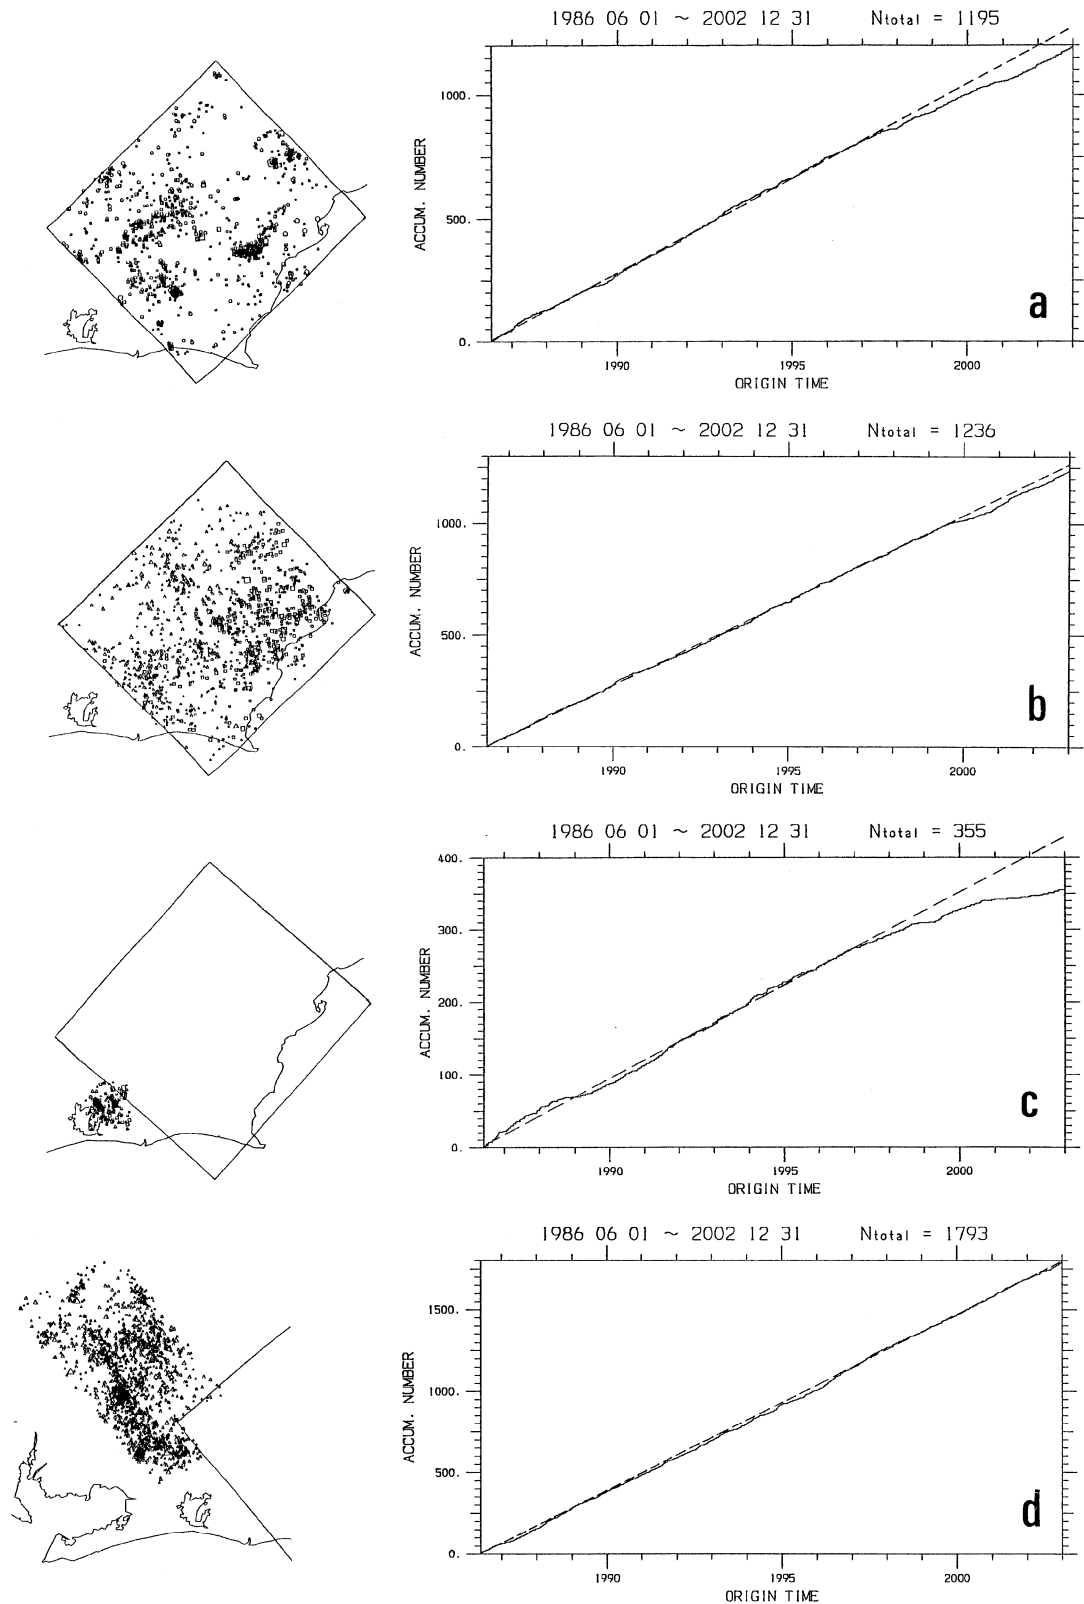 1986 06 01 ~ 2002 12 31 Ntotal = 1195
1000.
500.
0.
ACCUM. NUMBER
a
1990 1995 2000
ORIGIN TIME
1986 06 01 ~ 2002 12 31 Ntotal = 1236
1000.
500.
0.
ACCUM. NUMBER
b
1990 1995 2000
ORIGIN TIME
1986 06 01 ~ 2002 12 31 Ntotal = 355
400.
300.
200.
100.
0.
ACCUM. NUMBER
c
1990 1995 2000
ORIGIN TIME
1986 06 01 ~ 2002 12 31 Ntotal = 1793
1500.
1000.
500.
0.
ACCUM. NUMBER
d
1990 1995 2000
ORIGIN TIME